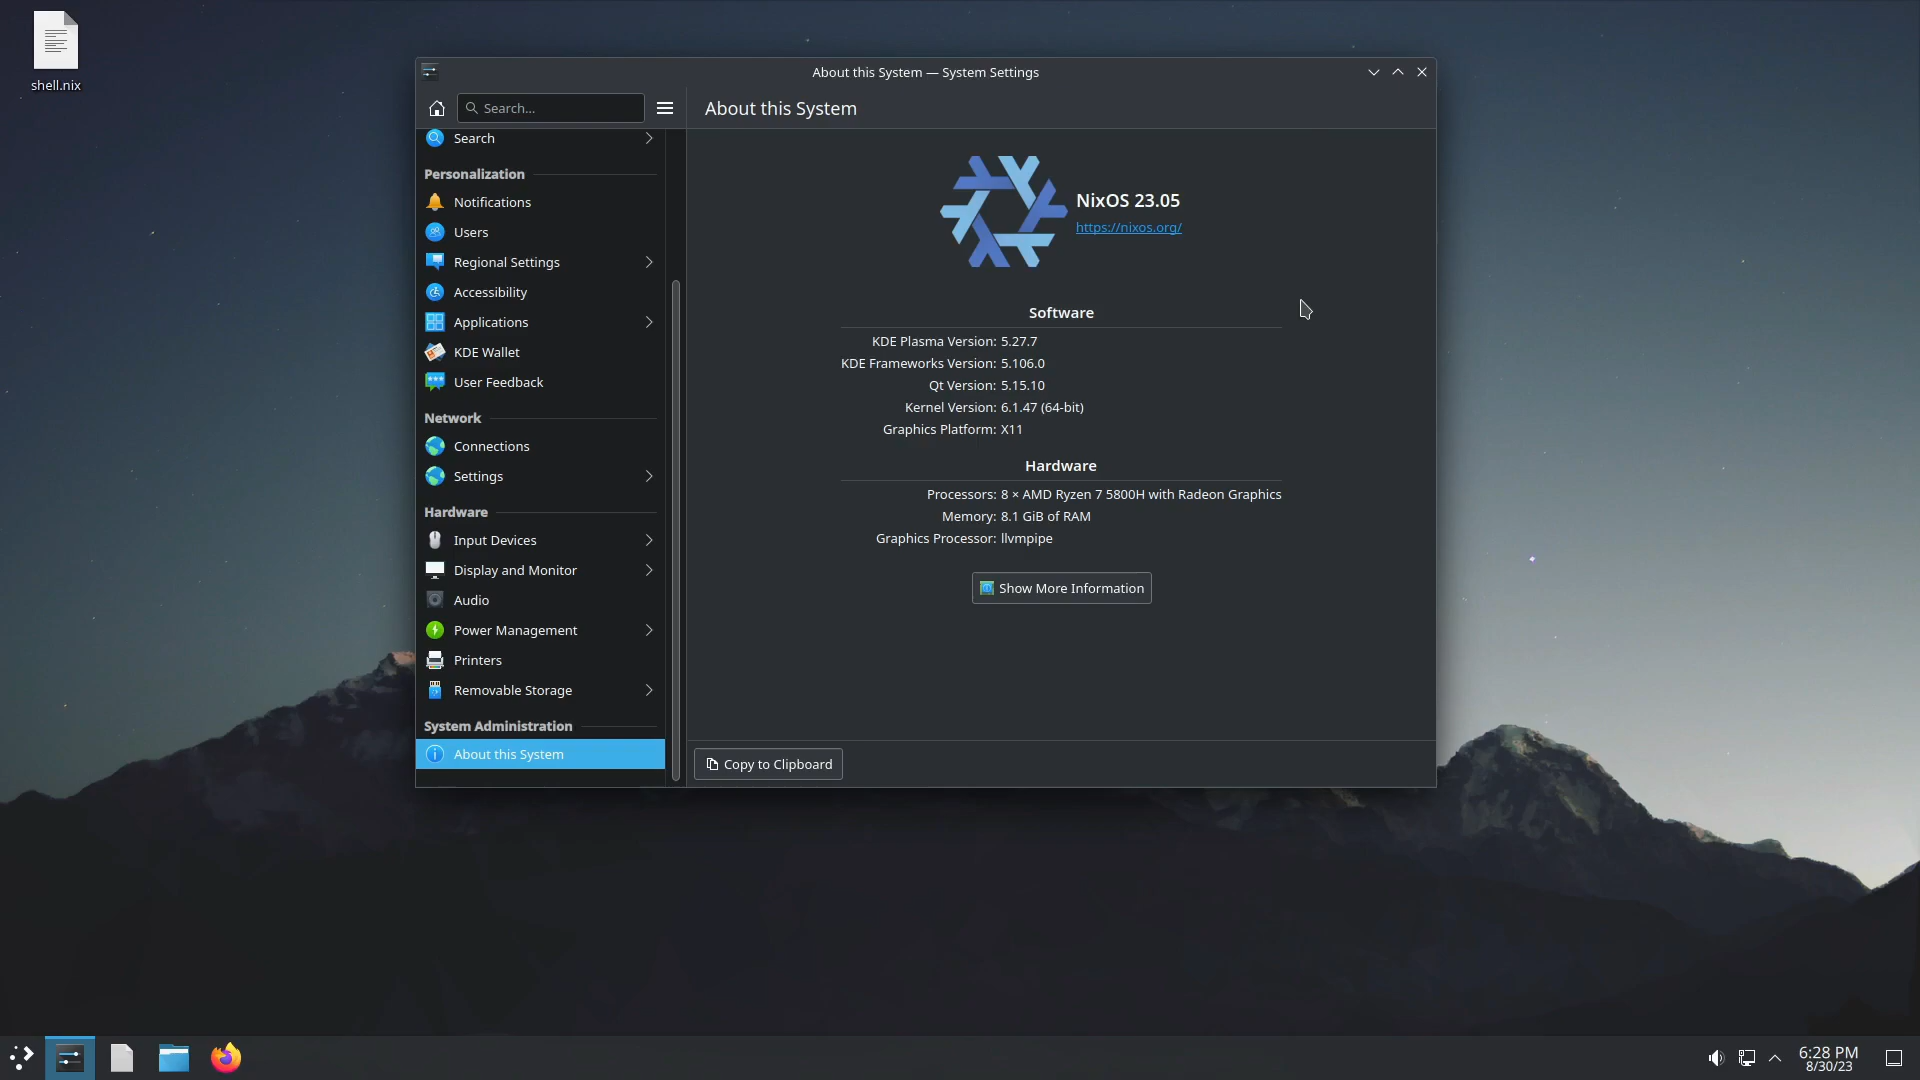 shell.nix
About this System — System Settings
Search...
About this System
Search
Personalization
Notifications
Users
Regional Settings
Accessibility
Applications
KDE Wallet
User Feedback
Network
Connections
Settings
Hardware
Input Devices
Display and Monitor
Audio
Power Management
Printers
Removable Storage
System Administration
About this System
NixOS 23.05
https://nixos.org/
Software
KDE Plasma Version: 5.27.7
KDE Frameworks Version: 5.106.0
Qt Version: 5.15.10
Kernel Version: 6.1.47 (64-bit)
Graphics Platform: X11
Hardware
Processors: 8 × AMD Ryzen 7 5800H with Radeon Graphics
Memory: 8.1 GiB of RAM
Graphics Processor: llvmpipe
Show More Information
Copy to Clipboard
6:28 PM
8/30/23